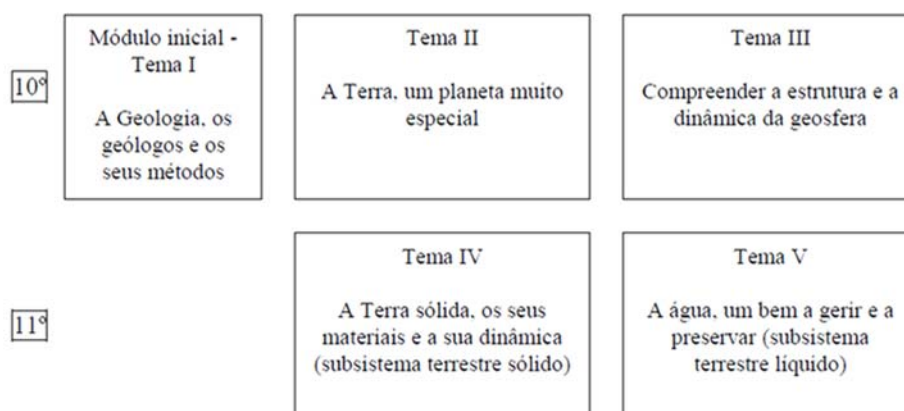 10º
Módulo inicial -
Tema I
A Geologia, os
geólogos e os
seus métodos
Tema II
A Terra, um planeta muito
especial
Tema III
Compreender a estrutura e a
dinâmica da geosfera
11º
Tema IV
A Terra sólida, os seus
materiais e a sua dinâmica
(subsistema terrestre sólido)
Tema V
A água, um bem a gerir e a
preservar (subsistema
terrestre líquido)